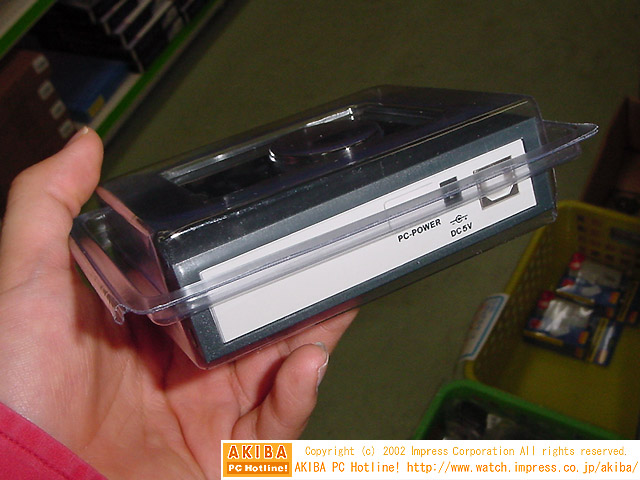 PC-POWER
DC5V
AKIBA
PC Hotline!
Copyright (c) 2002 Impress Corporation All rights reserved.
AKIBA PC Hotline! http://www.watch.impress.co.jp/akiba/